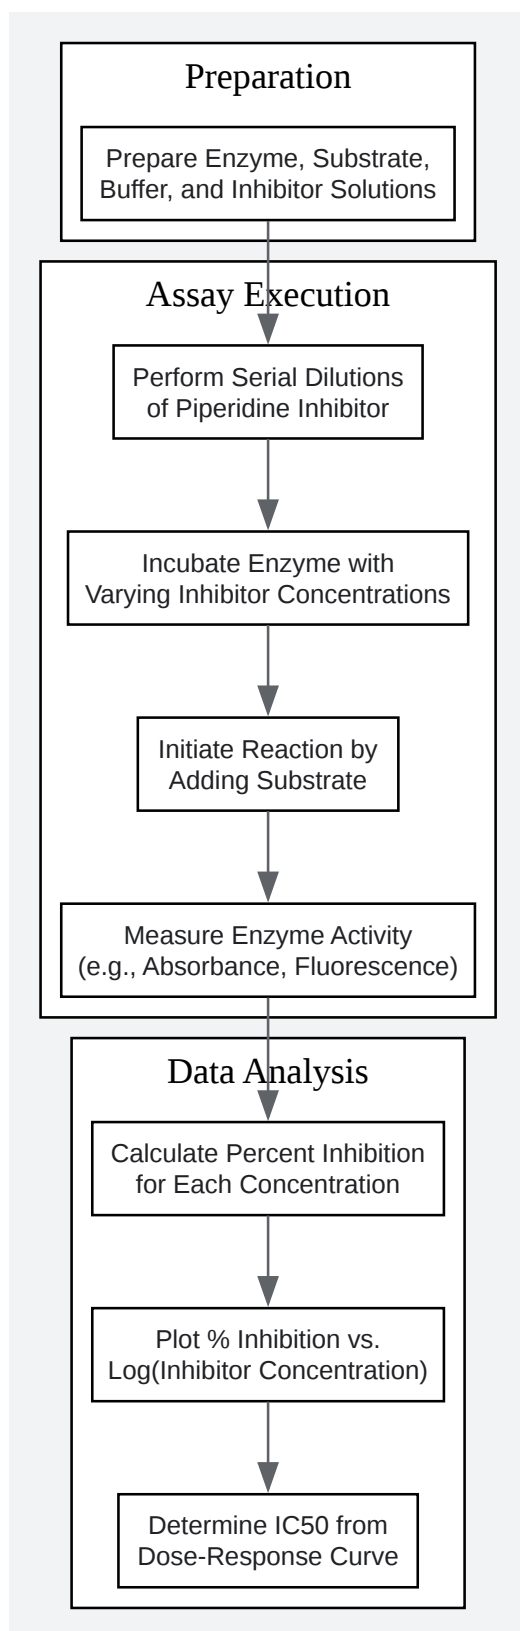 Preparation
Prepare Enzyme, Substrate,
Buffer, and Inhibitor Solutions
Assay Execution
Perform Serial Dilutions
of Piperidine Inhibitor
Incubate Enzyme with
Varying Inhibitor Concentrations
Initiate Reaction by
Adding Substrate
Measure Enzyme Activity
(e.g., Absorbance, Fluorescence)
Data Analysis
Calculate Percent Inhibition
for Each Concentration
Plot % Inhibition vs.
Log(Inhibitor Concentration)
Determine IC50 from
Dose-Response Curve